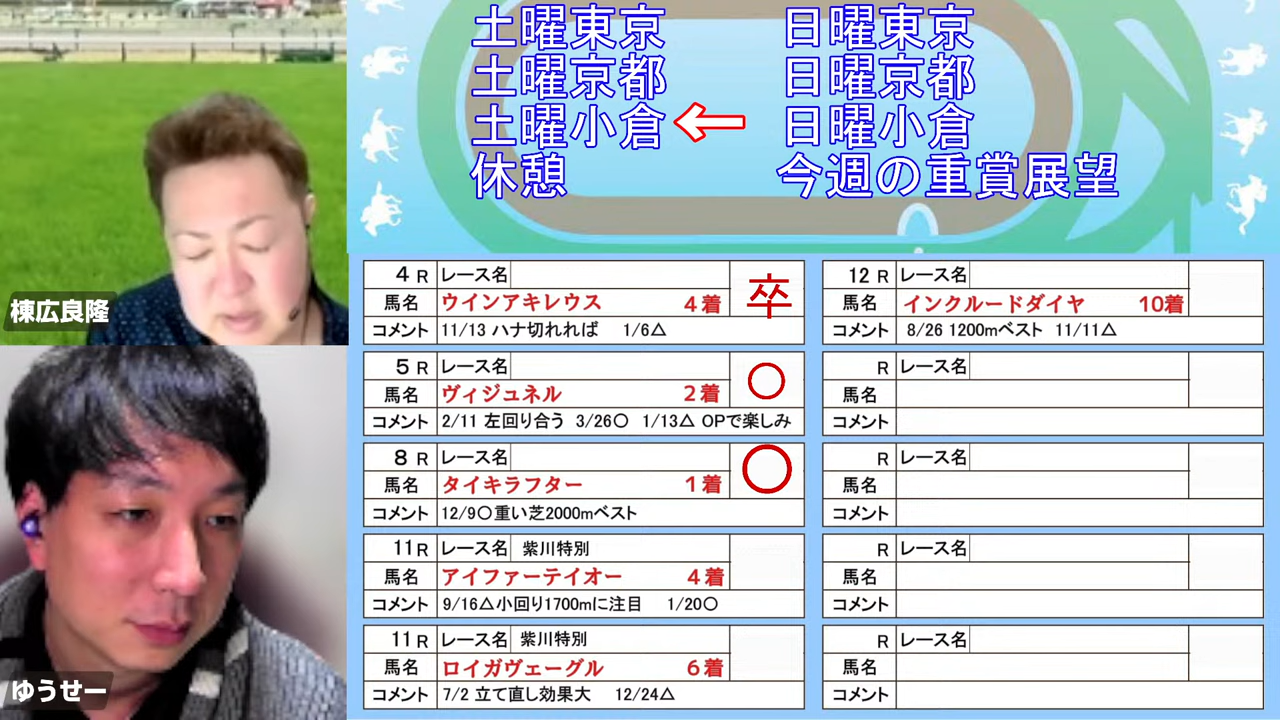 土曜東京
土曜京都
土曜小倉
休憩
日曜東京
日曜京都
日曜小倉
今週の重賞展望
棟広良隆
ゆうせー
4 R レース名
馬名 ウインアキレウス 4着 卒
コメント 11/13 ハナ切れれば 1/6△
5 R レース名
馬名 ヴィジュネル 2着 〇
コメント 2/11 左回り合う 3/26〇 1/13△ OPで楽しみ
8 R レース名
馬名 タイキラフター 1着 〇
コメント 12/9〇重い芝2000mベスト
11 R レース名 紫川特別
馬名 アイファーテイオー 4着
コメント 9/16△小回り1700mに注目 1/20〇
11 R レース名 紫川特別
馬名 ロイガヴェーグル 6着
コメント 7/2 立て直し効果大 12/24△
12 R レース名
馬名 インクルードダイヤ 10着
コメント 8/26 1200mベスト 11/11△
R レース名
馬名
コメント
R レース名
馬名
コメント
R レース名
馬名
コメント
R レース名
馬名
コメント